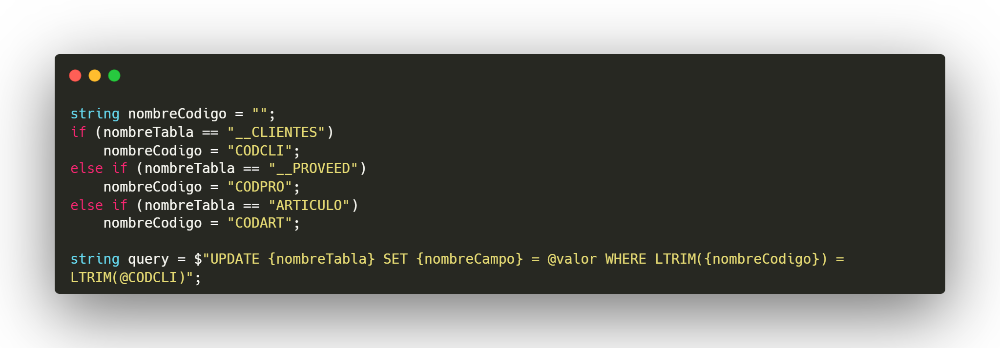 string nombreCodigo = "";
if (nombreTabla == "__CLIENTES")
    nombreCodigo = "CODCLI";
else if (nombreTabla == "__PROVEED")
    nombreCodigo = "CODPRO";
else if (nombreTabla == "ARTICULO")
    nombreCodigo = "CODART";

string query = $"UPDATE {nombreTabla} SET {nombreCampo} = @valor WHERE LTRIM({nombreCodigo}) =
LTRIM(@CODCLI)";